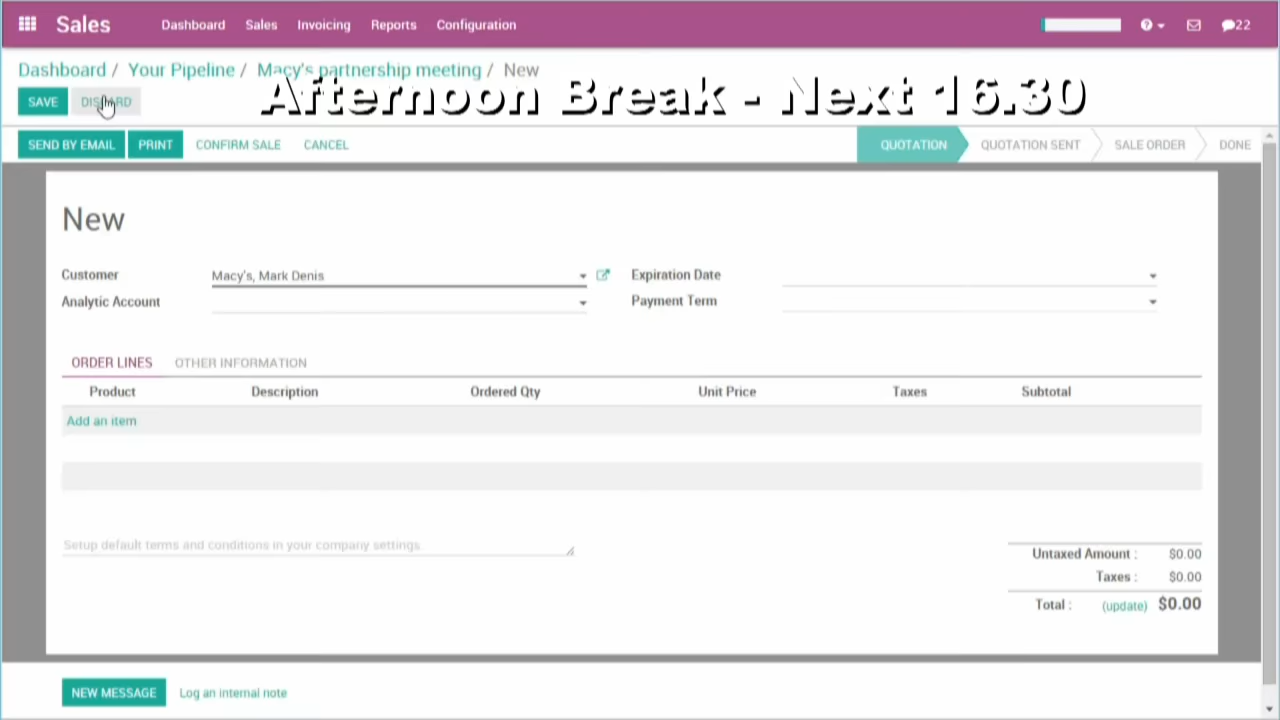 Sales Dashboard Sales Invoicing Reports Configuration 22
Dashboard / Your Pipeline / Macy's partnership meeting / New
Afternoon Break - Next 16.30
SAVE DISCARD
SEND BY EMAIL PRINT CONFIRM SALE CANCEL QUOTATION QUOTATION SENT SALE ORDER DONE
New
Customer Macy's, Mark Denis Expiration Date
Analytic Account Payment Term
ORDER LINES OTHER INFORMATION
Product Description Ordered Qty Unit Price Taxes Subtotal
Add an item
Setup default terms and conditions in your company settings.
Untaxed Amount : $0.00
Taxes : $0.00
Total : (update) $0.00
NEW MESSAGE Log an internal note